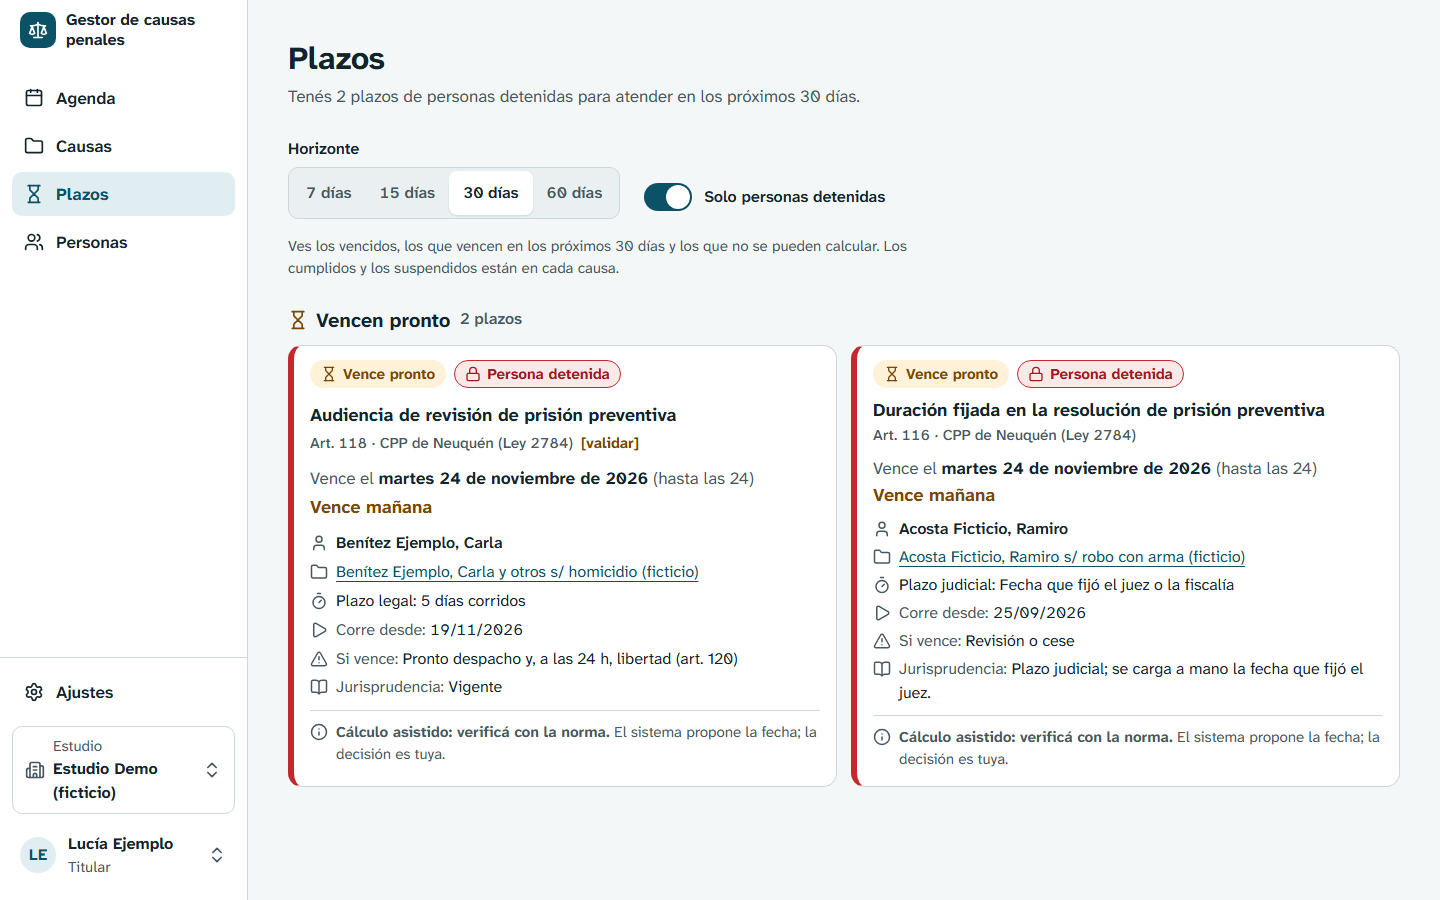 Gestor de causas
penales
Agenda
Causas
Plazos
Personas
Ajustes
Estudio
Estudio Demo
(ficticio)
LE
Lucía Ejemplo
Titular
Plazos
Tenés 2 plazos de personas detenidas para atender en los próximos 30 días.
Horizonte
7 días 15 días 30 días 60 días
Solo personas detenidas
Ves los vencidos, los que vencen en los próximos 30 días y los que no se pueden calcular. Los
cumplidos y los suspendidos están en cada causa.
Vencen pronto 2 plazos
Vence pronto Persona detenida
Audiencia de revisión de prisión preventiva
Art. 118 · CPP de Neuquén (Ley 2784) [validar]
Vence el martes 24 de noviembre de 2026 (hasta las 24)
Vence mañana
Benítez Ejemplo, Carla
Benítez Ejemplo, Carla y otros s/ homicidio (ficticio)
Plazo legal: 5 días corridos
Corre desde: 19/11/2026
Si vence: Pronto despacho y, a las 24 h, libertad (art. 120)
Jurisprudencia: Vigente
Cálculo asistido: verificá con la norma. El sistema propone la fecha; la
decisión es tuya.
Vence pronto Persona detenida
Duración fijada en la resolución de prisión preventiva
Art. 116 · CPP de Neuquén (Ley 2784)
Vence el martes 24 de noviembre de 2026 (hasta las 24)
Vence mañana
Acosta Ficticio, Ramiro
Acosta Ficticio, Ramiro s/ robo con arma (ficticio)
Plazo judicial: Fecha que fijó el juez o la fiscalía
Corre desde: 25/09/2026
Si vence: Revisión o cese
Jurisprudencia: Plazo judicial; se carga a mano la fecha que fijó el
juez.
Cálculo asistido: verificá con la norma. El sistema propone la fecha; la
decisión es tuya.